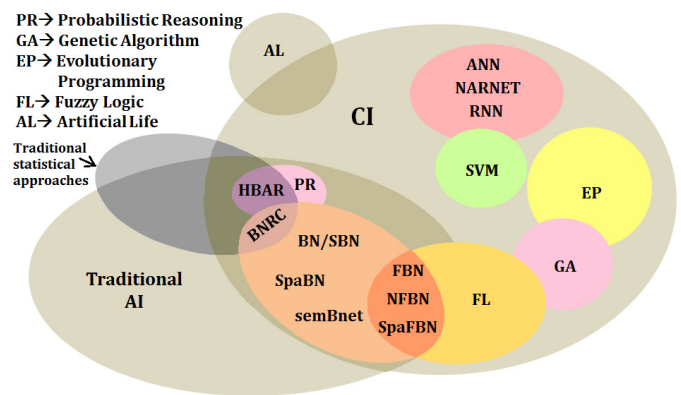 PR→ Probabilistic Reasoning
GA→ Genetic Algorithm
EP→ Evolutionary
Programming
FL→ Fuzzy Logic
AL→ Artificial Life
Traditional
statistical
approaches
AL
CI
ANN
NARNET
RNN
SVM
EP
GA
HBAR
PR
BNRC
BN/SBN
SpaBN
semBnet
FBN
NFBN
SpaFBN
FL
Traditional
AI